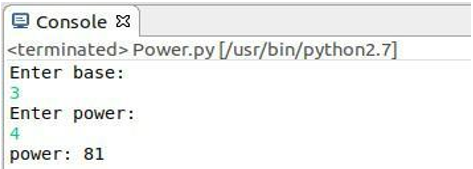 Console
<terminated> Power.py [/usr/bin/python2.7]
Enter base:
3
Enter power:
4
power: 81